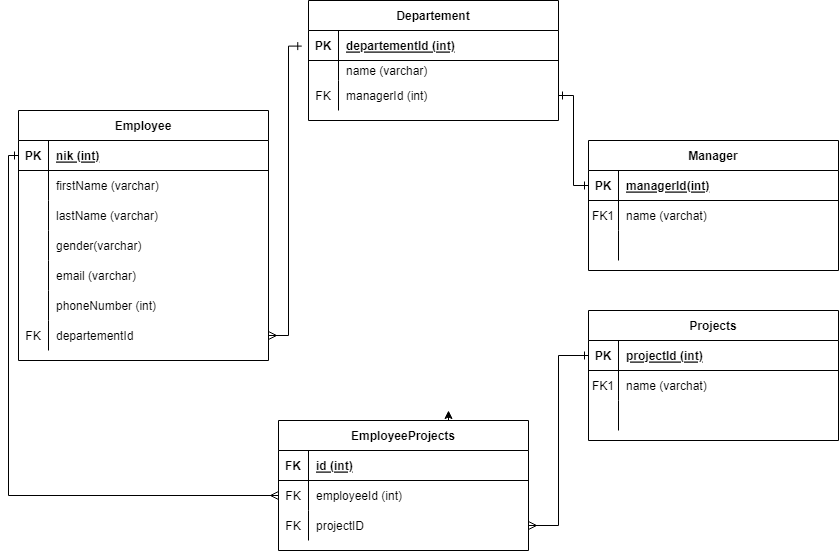 Departement
PK departementId (int)
name (varchar)
FK managerId (int)
Employee
PK nik (int)
firstName (varchar)
lastName (varchar)
gender(varchar)
email (varchar)
phoneNumber (int)
FK departementId
Manager
PK managerId(int)
FK1 name (varchat)
Projects
PK projectId (int)
FK1 name (varchat)
EmployeeProjects
FK id (int)
FK employeeId (int)
FK projectID